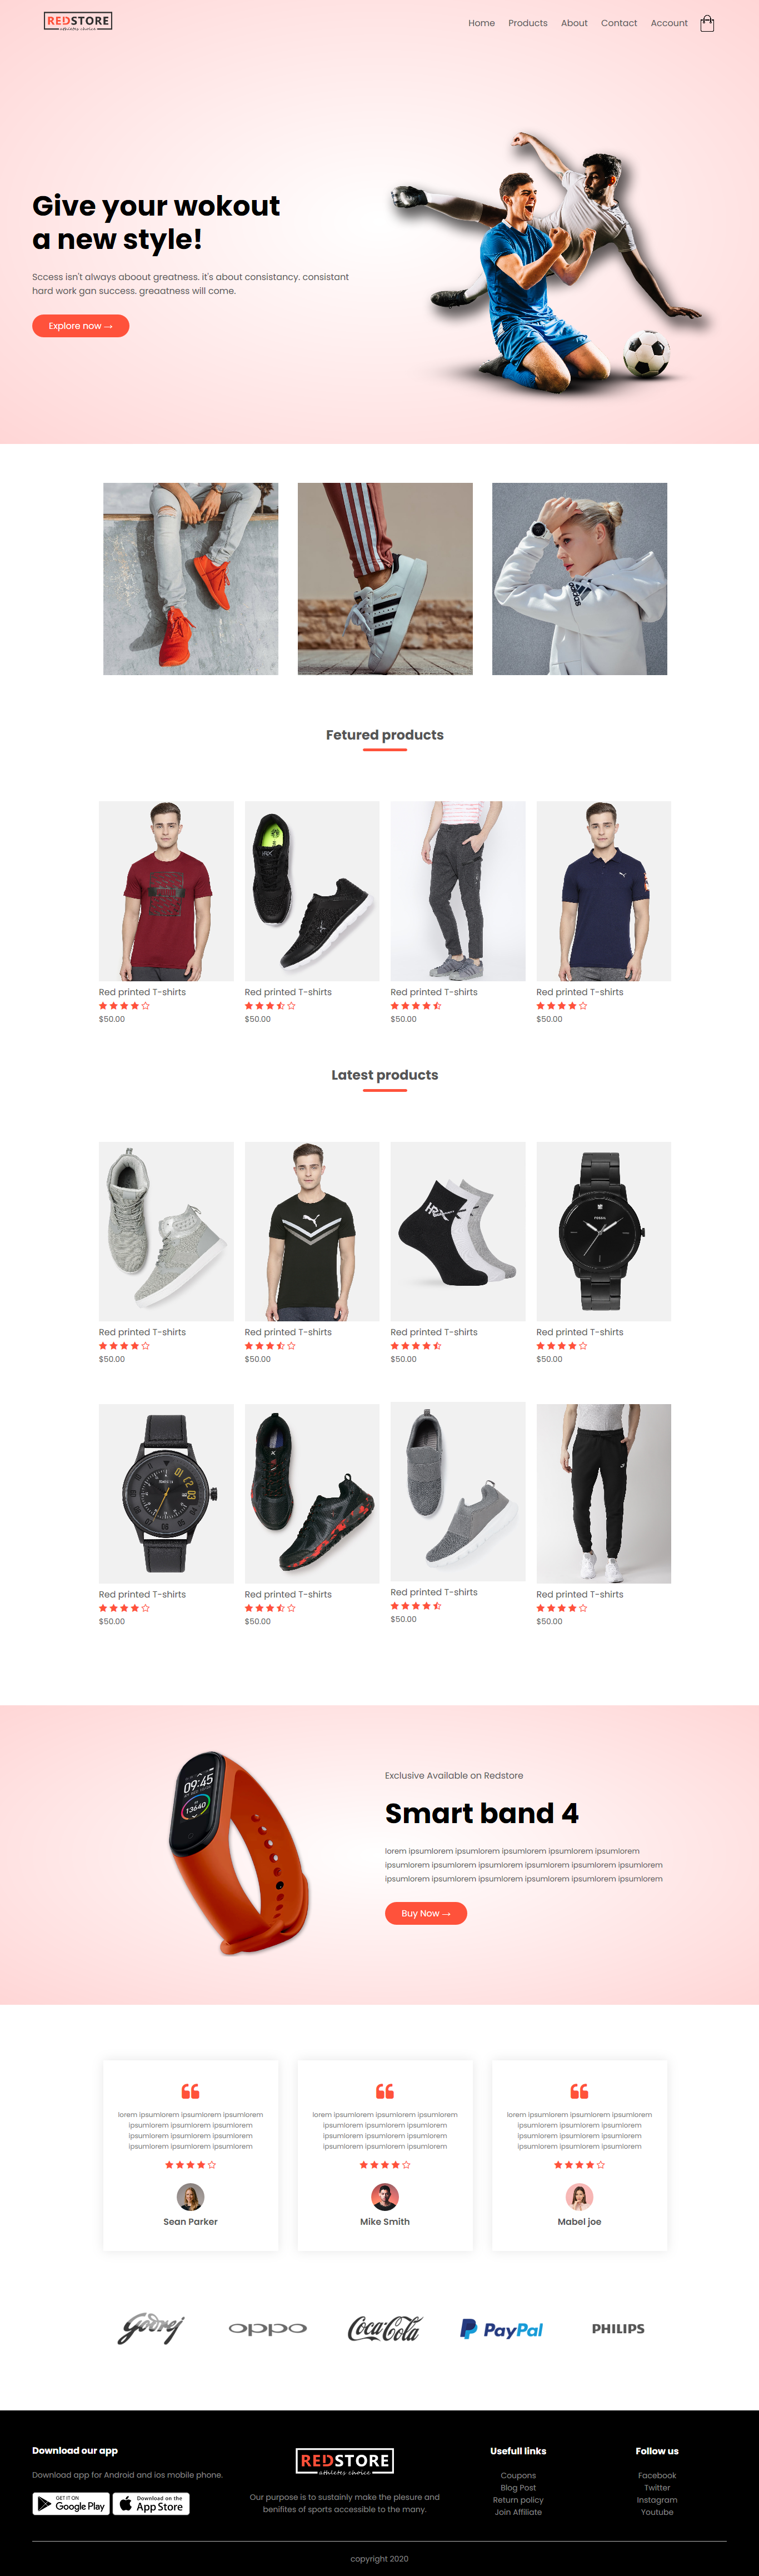 REDSTORE
athletes choice
Home Products About Contact Account
Give your wokout
a new style!
Sccess isn't always aboout greatness. it's about consistancy. consistant
hard work gan success. greaatness will come.
Explore now →
adidas
Fetured products
Red printed T-shirts
$50.00
Red printed T-shirts
$50.00
Red printed T-shirts
$50.00
Red printed T-shirts
$50.00
Latest products
HRX
FOSSIL
Red printed T-shirts
$50.00
Red printed T-shirts
$50.00
Red printed T-shirts
$50.00
Red printed T-shirts
$50.00
Red printed T-shirts
$50.00
Red printed T-shirts
$50.00
Red printed T-shirts
$50.00
Red printed T-shirts
$50.00
09:45
13640
Exclusive Available on Redstore
Smart band 4
lorem ipsumlorem ipsumlorem ipsumlorem ipsumlorem ipsumlorem
ipsumlorem ipsumlorem ipsumlorem ipsumlorem ipsumlorem ipsumlorem
ipsumlorem ipsumlorem ipsumlorem ipsumlorem ipsumlorem ipsumlorem
Buy Now →
lorem ipsumlorem ipsumlorem ipsumlorem
ipsumlorem ipsumlorem ipsumlorem
ipsumlorem ipsumlorem ipsumlorem
ipsumlorem ipsumlorem ipsumlorem
Sean Parker
lorem ipsumlorem ipsumlorem ipsumlorem
ipsumlorem ipsumlorem ipsumlorem
ipsumlorem ipsumlorem ipsumlorem
ipsumlorem ipsumlorem ipsumlorem
Mike Smith
lorem ipsumlorem ipsumlorem ipsumlorem
ipsumlorem ipsumlorem ipsumlorem
ipsumlorem ipsumlorem ipsumlorem
ipsumlorem ipsumlorem ipsumlorem
Mabel joe
Godrej oppo Coca-Cola PayPal PHILIPS
Download our app
Download app for Android and ios mobile phone.
GET IT ON
Google Play
Download on the
App Store
REDSTORE
athletes choice
Our purpose is to sustainly make the plesure and
benifites of sports accessible to the many.
Usefull links
Coupons
Blog Post
Return policy
Join Affiliate
Follow us
Facebook
Twitter
Instagram
Youtube
copyright 2020